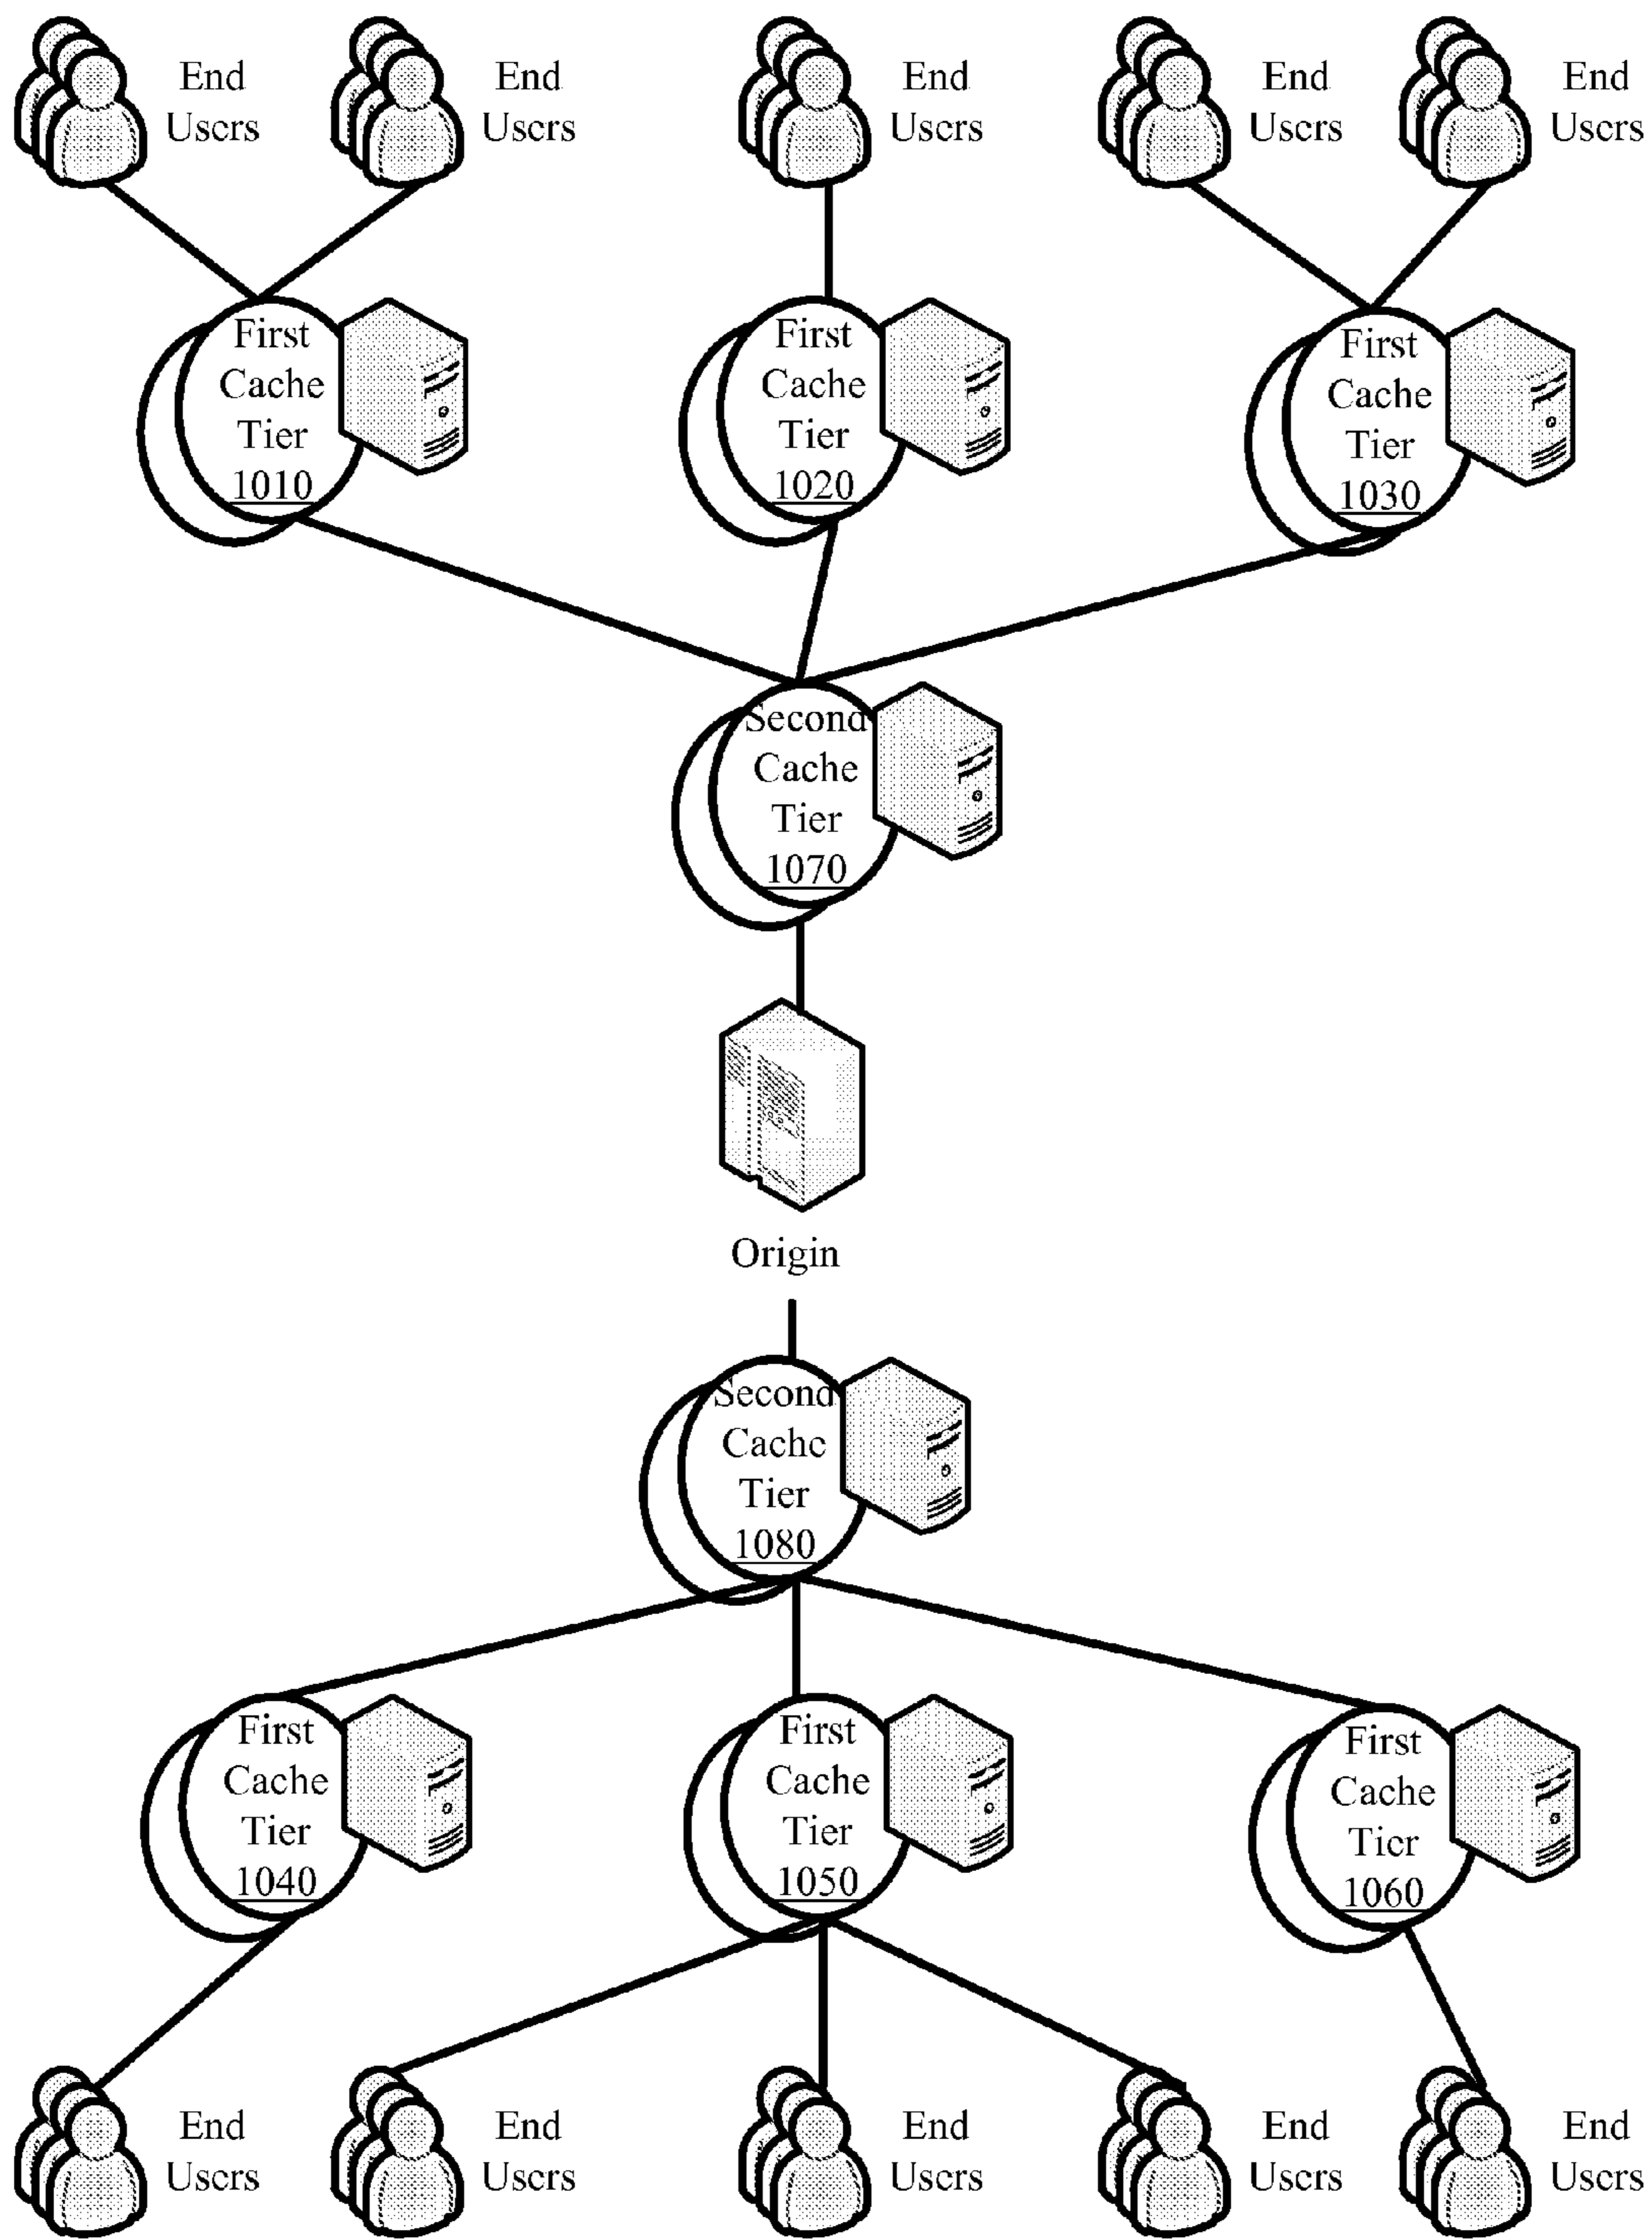 End
Users
End
Users
End
Users
End
Users
End
Users
First
Cache
Tier
1010
First
Cache
Tier
1020
First
Cache
Tier
1030
Second
Cache
Tier
1070
Origin
Second
Cache
Tier
1080
First
Cache
Tier
1040
First
Cache
Tier
1050
First
Cache
Tier
1060
End
Users
End
Users
End
Users
End
Users
End
Users